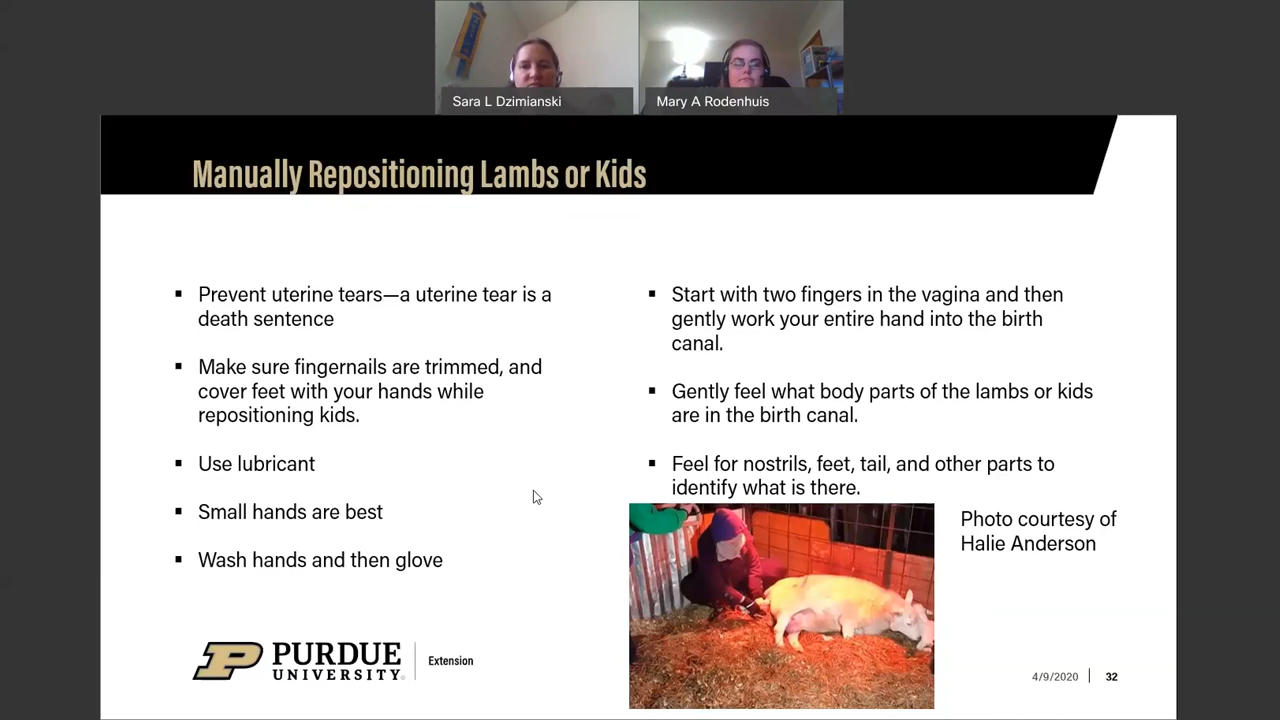 Sara L Dzimianski
Mary A Rodenhuis
Manually Repositioning Lambs or Kids
▪ Prevent uterine tears—a uterine tear is a
death sentence
▪ Make sure fingernails are trimmed, and
cover feet with your hands while
repositioning kids.
▪ Use lubricant
▪ Small hands are best
▪ Wash hands and then glove
▪ Start with two fingers in the vagina and then
gently work your entire hand into the birth
canal.
▪ Gently feel what body parts of the lambs or kids
are in the birth canal.
▪ Feel for nostrils, feet, tail, and other parts to
identify what is there.
Photo courtesy of
Halie Anderson
P PURDUE
UNIVERSITY®
Extension
4/9/2020 | 32